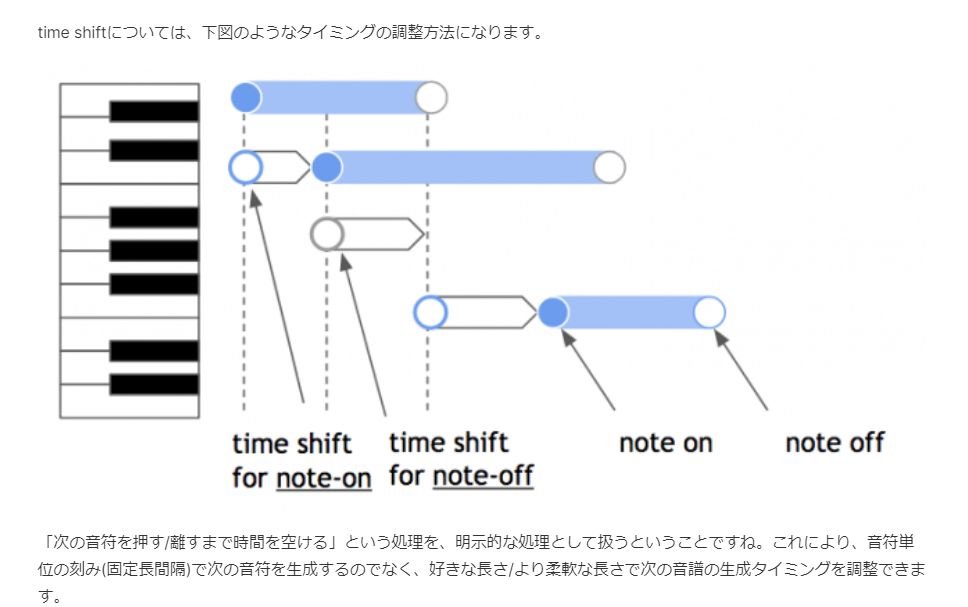 time shiftについては、下図のようなタイミングの調整方法になります。
time shift
for note-on
time shift
for note-off
note on
note off
「次の音符を押す/離すまで時間を空ける」という処理を、明示的な処理として扱うということですね。これにより、音符単
位の刻み(固定長間隔)で次の音符を生成するのでなく、好きな長さ/より柔軟な長さで次の音譜の生成タイミングを調整できま
す。